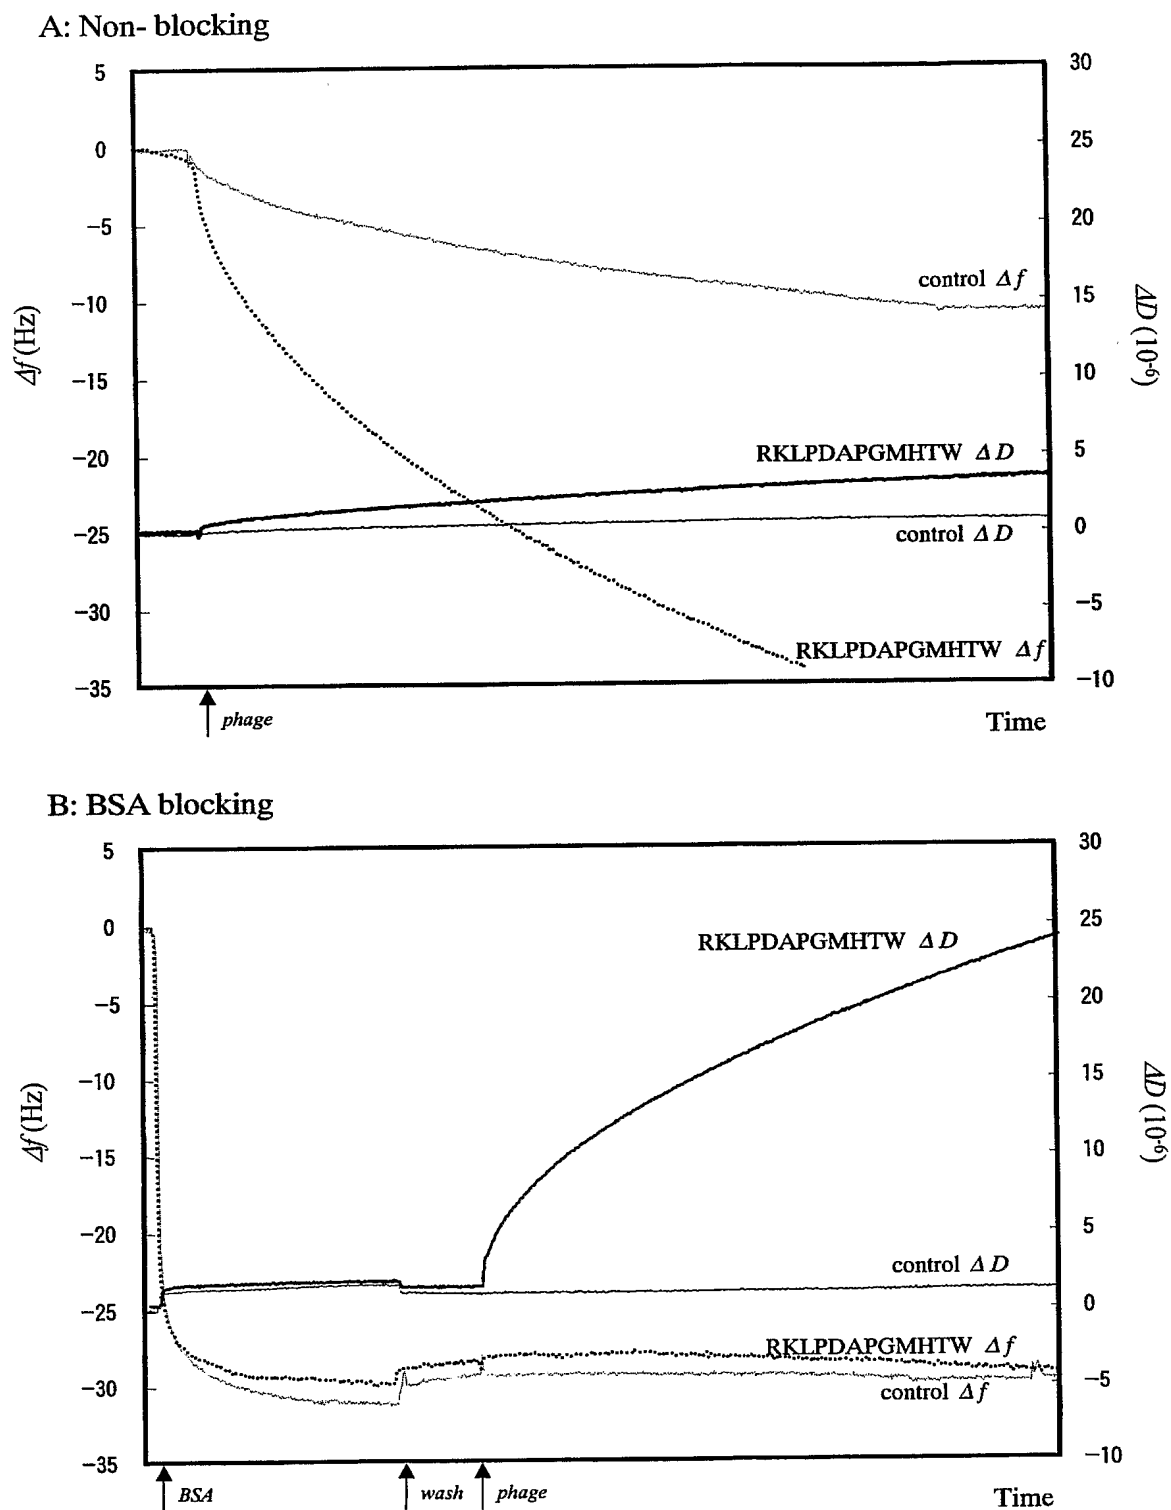 A: Non- blocking
5
0
−5
−10
−15
−20
−25
−30
−35
Δf (Hz)
30
25
20
15
10
5
0
−5
−10
ΔD (10-6)
control Δf
RKLPDAPGMHTW ΔD
control ΔD
RKLPDAPGMHTW Δf
phage
Time
B: BSA blocking
5
0
−5
−10
−15
−20
−25
−30
−35
Δf (Hz)
30
25
20
15
10
5
0
−5
−10
ΔD (10-6)
RKLPDAPGMHTW ΔD
control ΔD
RKLPDAPGMHTW Δf
control Δf
BSA
wash
phage
Time